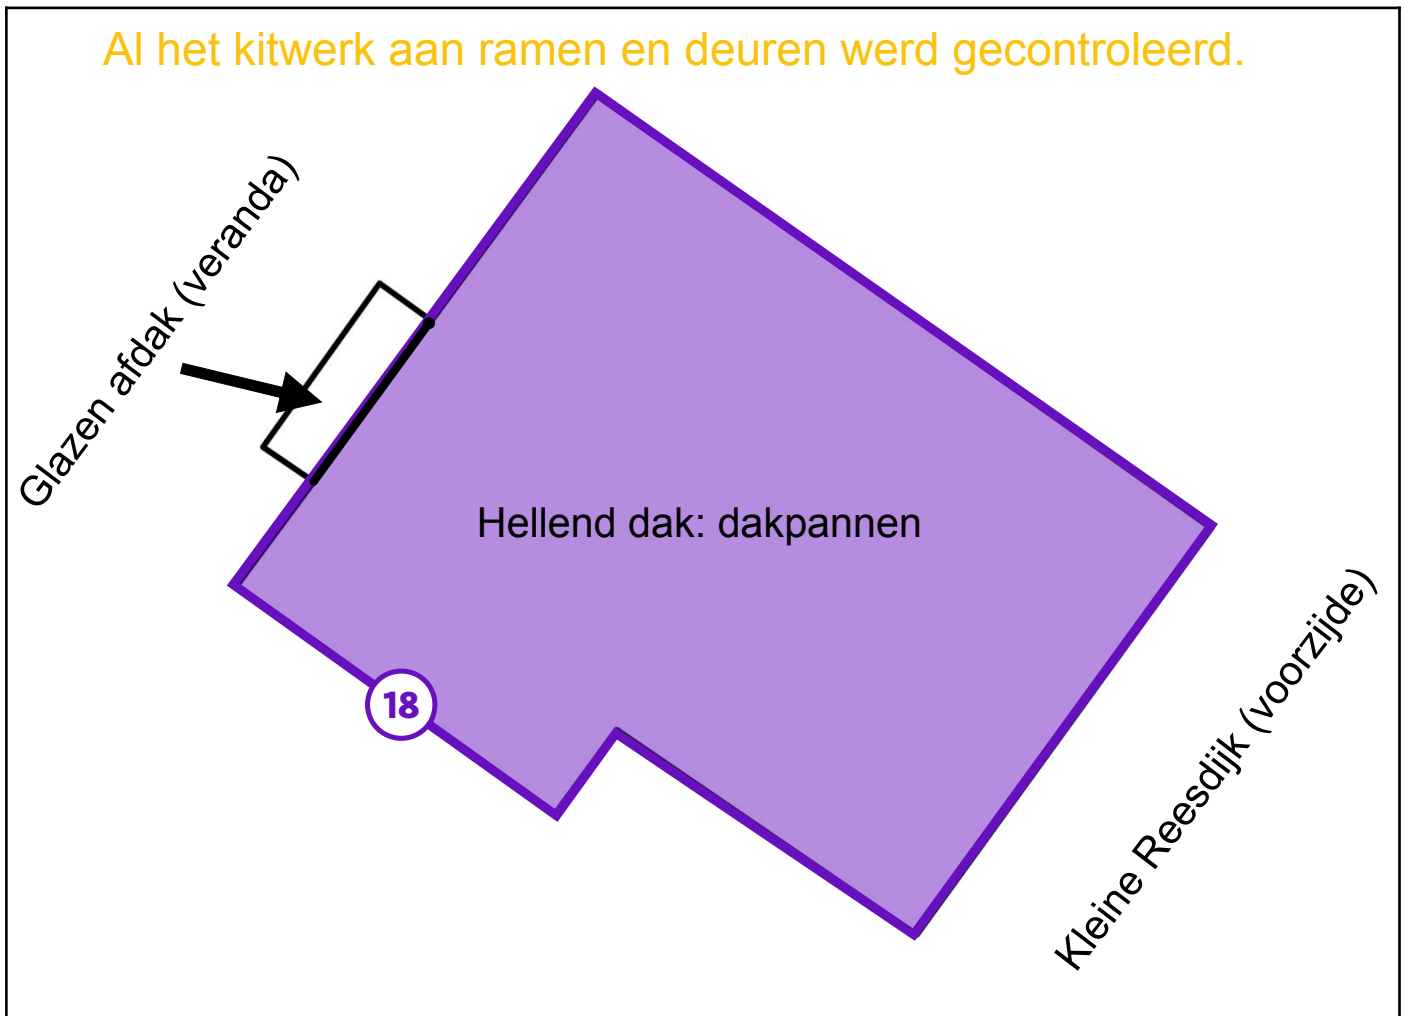 Al het kitwerk aan ramen en deuren werd gecontroleerd.
Glazen afdak (veranda)
Hellend dak: dakpannen
18
Kleine Reesdijk (voorzijde)